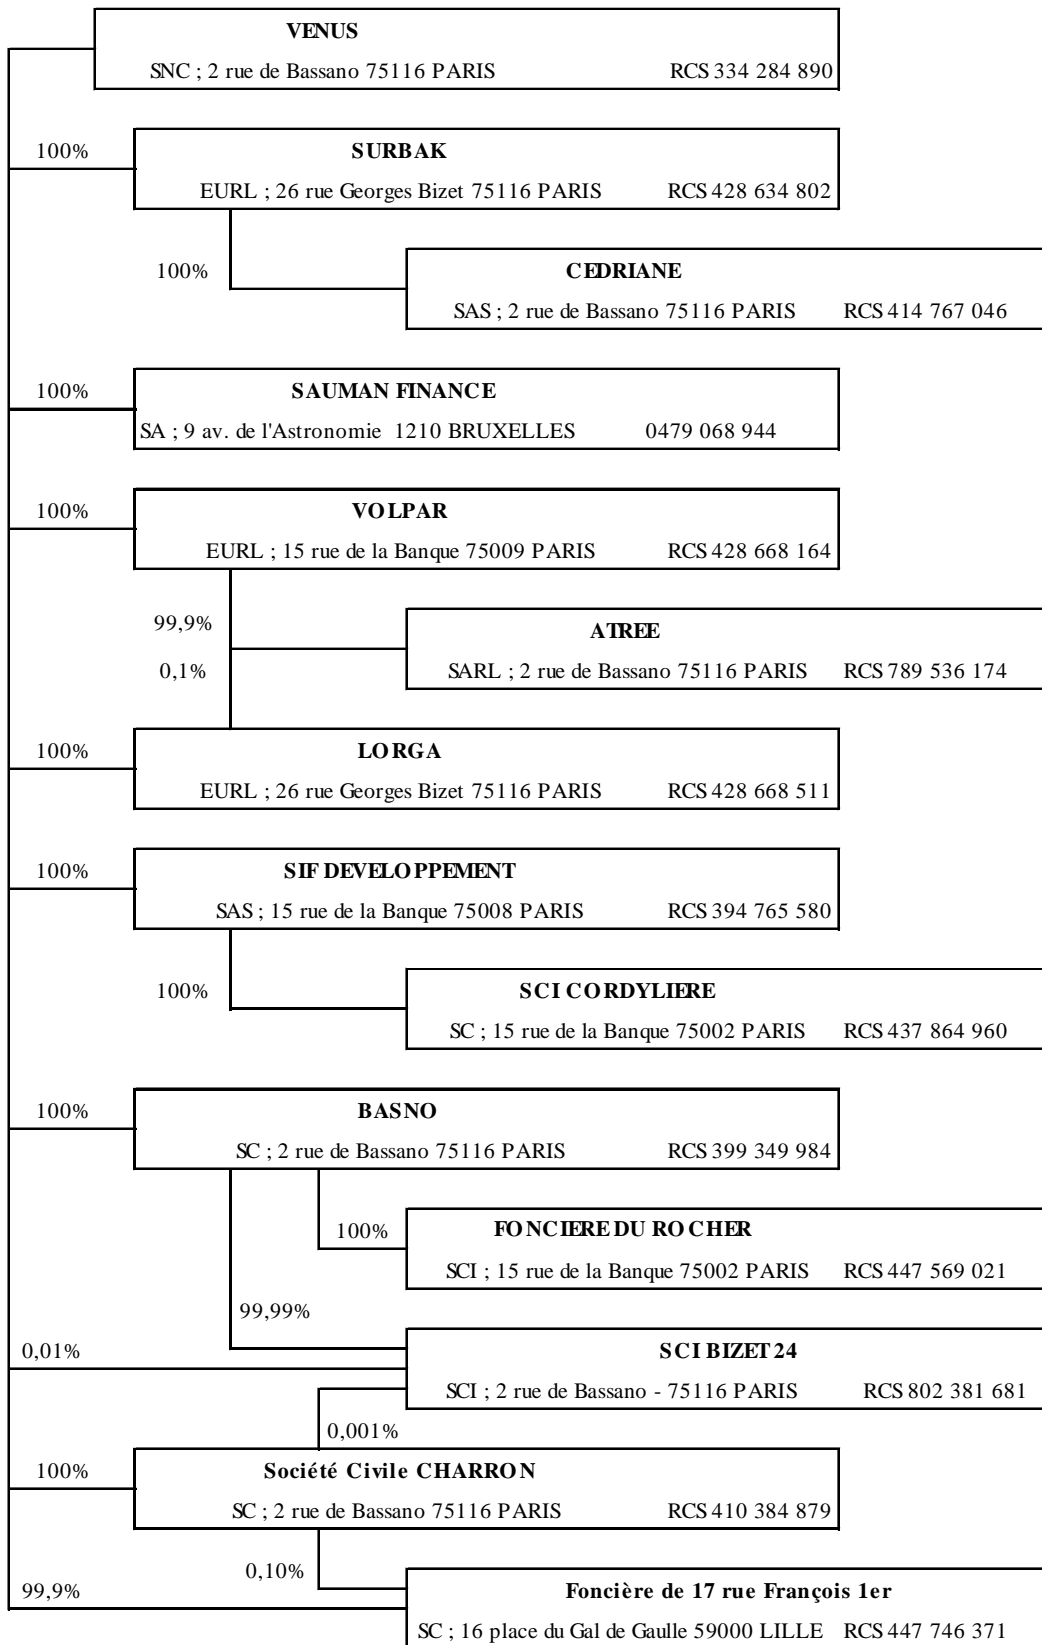 VENUS
SNC ; 2 rue de Bassano 75116 PARIS RCS 334 284 890
100%
SURBAK
EURL ; 26 rue Georges Bizet 75116 PARIS RCS 428 634 802
100%
CEDRIANE
SAS ; 2 rue de Bassano 75116 PARIS RCS 414 767 046
100%
SAUMAN FINANCE
SA ; 9 av. de l'Astronomie 1210 BRUXELLES 0479 068 944
100%
VOLPAR
EURL ; 15 rue de la Banque 75009 PARIS RCS 428 668 164
99,9%
ATREE
0,1%
SARL ; 2 rue de Bassano 75116 PARIS RCS 789 536 174
100%
LORGA
EURL ; 26 rue Georges Bizet 75116 PARIS RCS 428 668 511
100%
SIF DEVELOPPEMENT
SAS ; 15 rue de la Banque 75008 PARIS RCS 394 765 580
100%
SCI CORDYLIERE
SC ; 15 rue de la Banque 75002 PARIS RCS 437 864 960
100%
BASNO
SC ; 2 rue de Bassano 75116 PARIS RCS 399 349 984
100%
FONCIERE DU ROCHER
SCI ; 15 rue de la Banque 75002 PARIS RCS 447 569 021
99,99%
0,01%
SCI BIZET 24
SCI ; 2 rue de Bassano - 75116 PARIS RCS 802 381 681
0,001%
100%
Société Civile CHARRON
SC ; 2 rue de Bassano 75116 PARIS RCS 410 384 879
0,10%
99,9%
Foncière de 17 rue François 1er
SC ; 16 place du Gal de Gaulle 59000 LILLE RCS 447 746 371